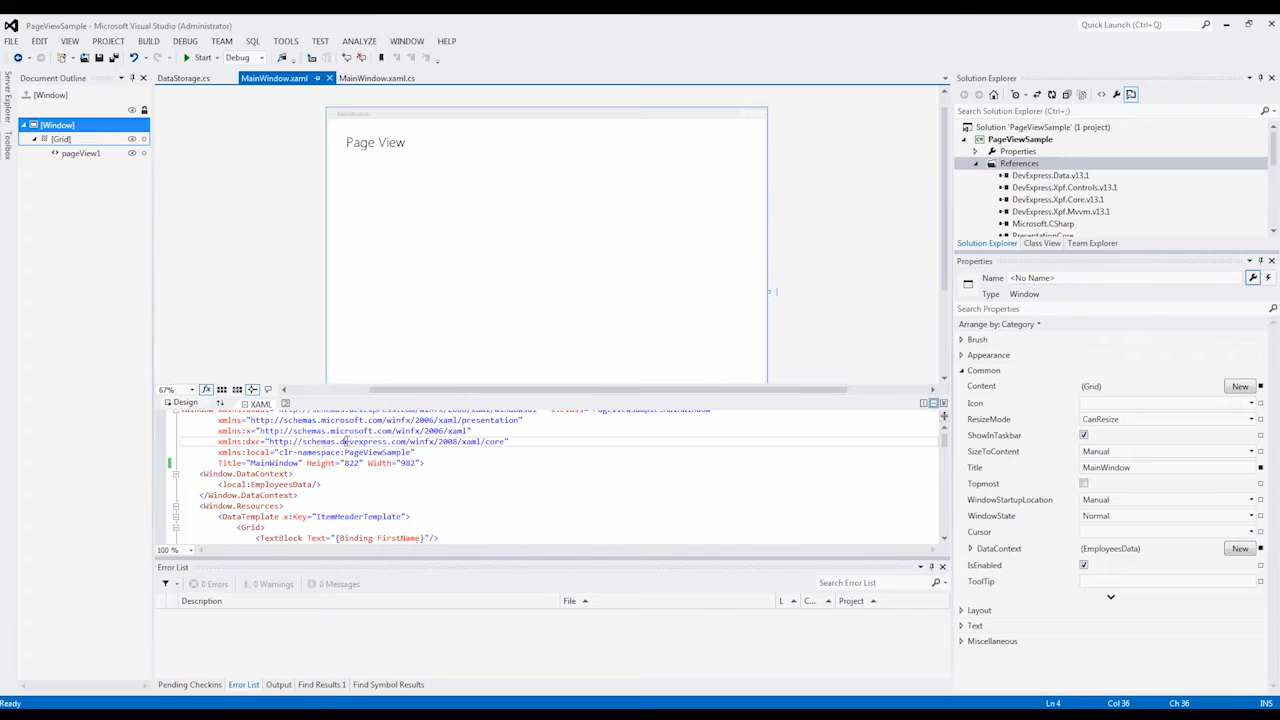 PageViewSample - Microsoft Visual Studio (Administrator)
Quick Launch (Ctrl+Q)
FILE EDIT VIEW PROJECT BUILD DEBUG TEAM SQL TOOLS TEST ANALYZE WINDOW HELP
Start Debug
Server Explorer
Toolbox
Document Outline
[Window]
[Window]
[Grid]
pageView1
DataStorage.cs MainWindow.xaml MainWindow.xaml.cs
MainWindow
Page View
67%
Design XAML
xmlns:x="http://schemas.microsoft.com/winfx/2006/xaml"
xmlns="http://schemas.microsoft.com/winfx/2006/xaml/presentation"
xmlns:dxc="http://schemas.devexpress.com/winfx/2008/xaml/core"
xmlns:local="clr-namespace:PageViewSample"
Title="MainWindow" Height="822" Width="982">
<Window.DataContext>
<local:EmployeesData/>
</Window.DataContext>
<Window.Resources>
<DataTemplate x:Key="ItemHeaderTemplate">
<Grid>
<TextBlock Text="{Binding FirstName}"/>
100 %
Error List
0 Errors 0 Warnings 0 Messages
Search Error List
Description File L C... Project
Pending Checkins Error List Output Find Results 1 Find Symbol Results
Solution Explorer
Search Solution Explorer (Ctrl+;)
Solution 'PageViewSample' (1 project)
PageViewSample
Properties
References
DevExpress.Data.v13.1
DevExpress.Xpf.Controls.v13.1
DevExpress.Xpf.Core.v13.1
DevExpress.Xpf.Mvvm.v13.1
Microsoft.CSharp
PresentationCore
Solution Explorer Class View Team Explorer
Properties
Name <No Name>
Type Window
Search Properties
Arrange by: Category
Brush
Appearance
Common
Content (Grid) New
Icon
ResizeMode CanResize
ShowInTaskbar
SizeToContent Manual
Title MainWindow
Topmost
WindowStartupLocation Manual
WindowState Normal
Cursor
DataContext (EmployeesData) New
IsEnabled
ToolTip
Layout
Text
Miscellaneous
Ready Ln 4 Col 36 Ch 36 INS